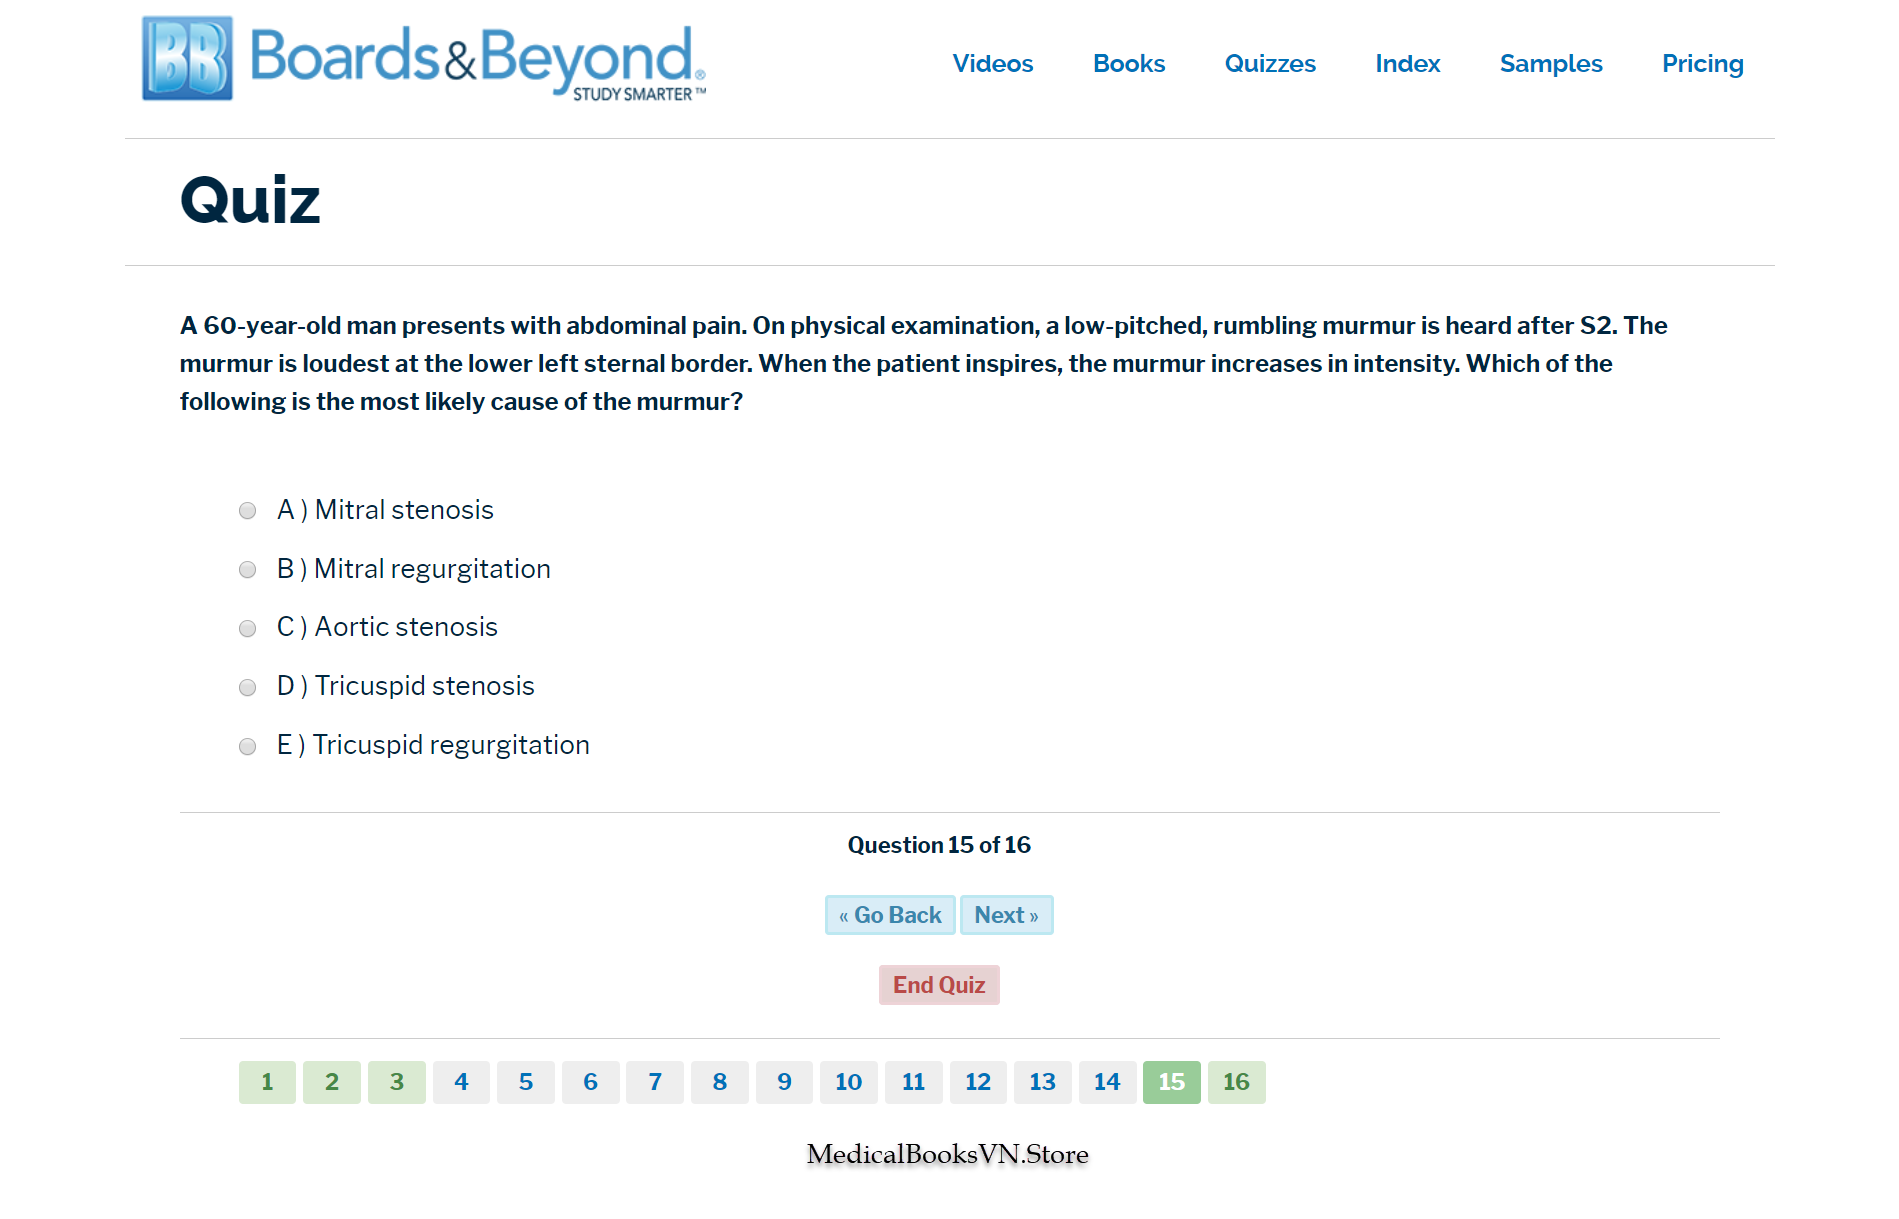 BB Boards&Beyond®
STUDY SMARTER™
Videos Books Quizzes Index Samples Pricing
Quiz
A 60-year-old man presents with abdominal pain. On physical examination, a low-pitched, rumbling murmur is heard after S2. The
murmur is loudest at the lower left sternal border. When the patient inspires, the murmur increases in intensity. Which of the
following is the most likely cause of the murmur?
A ) Mitral stenosis
B ) Mitral regurgitation
C ) Aortic stenosis
D ) Tricuspid stenosis
E ) Tricuspid regurgitation
Question 15 of 16
« Go Back Next »
End Quiz
1 2 3 4 5 6 7 8 9 10 11 12 13 14 15 16
MedicalBooksVN.Store